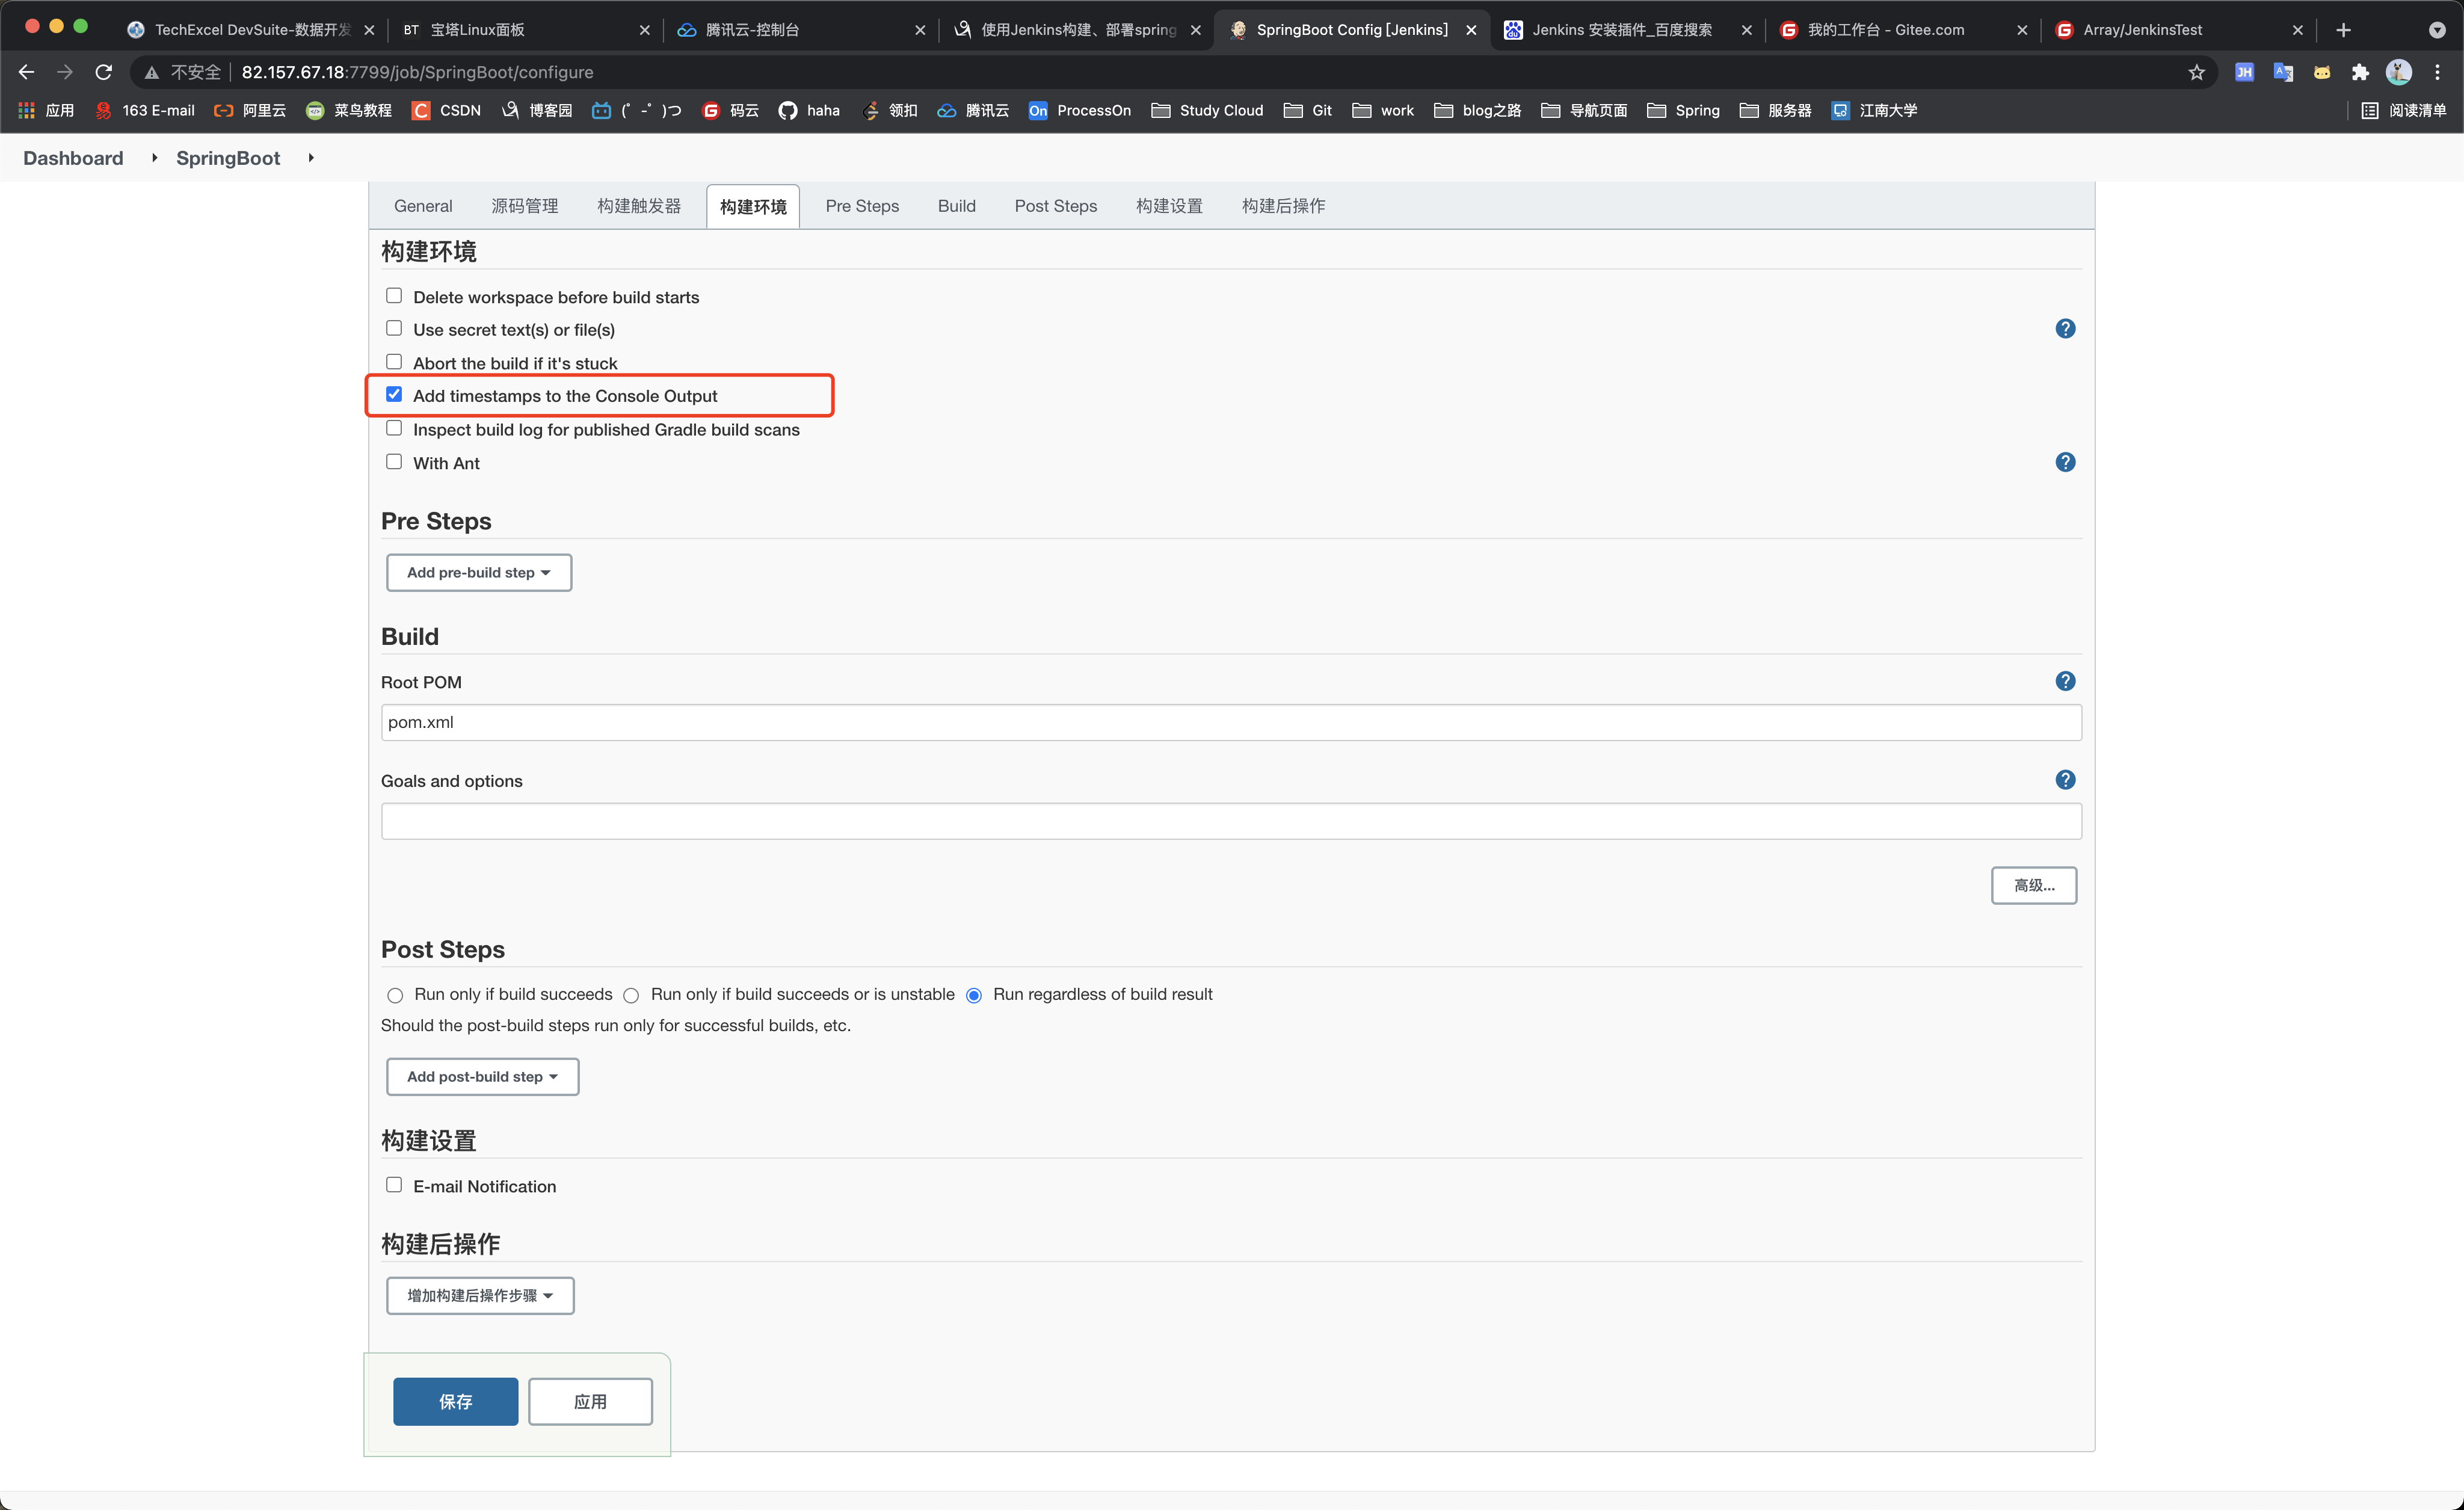 TechExcel DevSuite-数据开发
BT 宝塔Linux面板
腾讯云-控制台
使用Jenkins构建、部署spring
SpringBoot Config [Jenkins]
Jenkins 安装插件_百度搜索
我的工作台 - Gitee.com
Array/JenkinsTest
不安全 82.157.67.18:7799/job/SpringBoot/configure
应用 163 E-mail 阿里云 菜鸟教程 CSDN 博客园 (゜-゜)つ 码云 haha 领扣 腾讯云 On ProcessOn Study Cloud Git work blog之路 导航页面 Spring 服务器 江南大学 阅读清单
Dashboard SpringBoot
General 源码管理 构建触发器 构建环境 Pre Steps Build Post Steps 构建设置 构建后操作
构建环境
Delete workspace before build starts
Use secret text(s) or file(s)
Abort the build if it's stuck
Add timestamps to the Console Output
Inspect build log for published Gradle build scans
With Ant
Pre Steps
Add pre-build step
Build
Root POM
pom.xml
Goals and options
高级...
Post Steps
Run only if build succeeds Run only if build succeeds or is unstable Run regardless of build result
Should the post-build steps run only for successful builds, etc.
Add post-build step
构建设置
E-mail Notification
构建后操作
增加构建后操作步骤
保存 应用